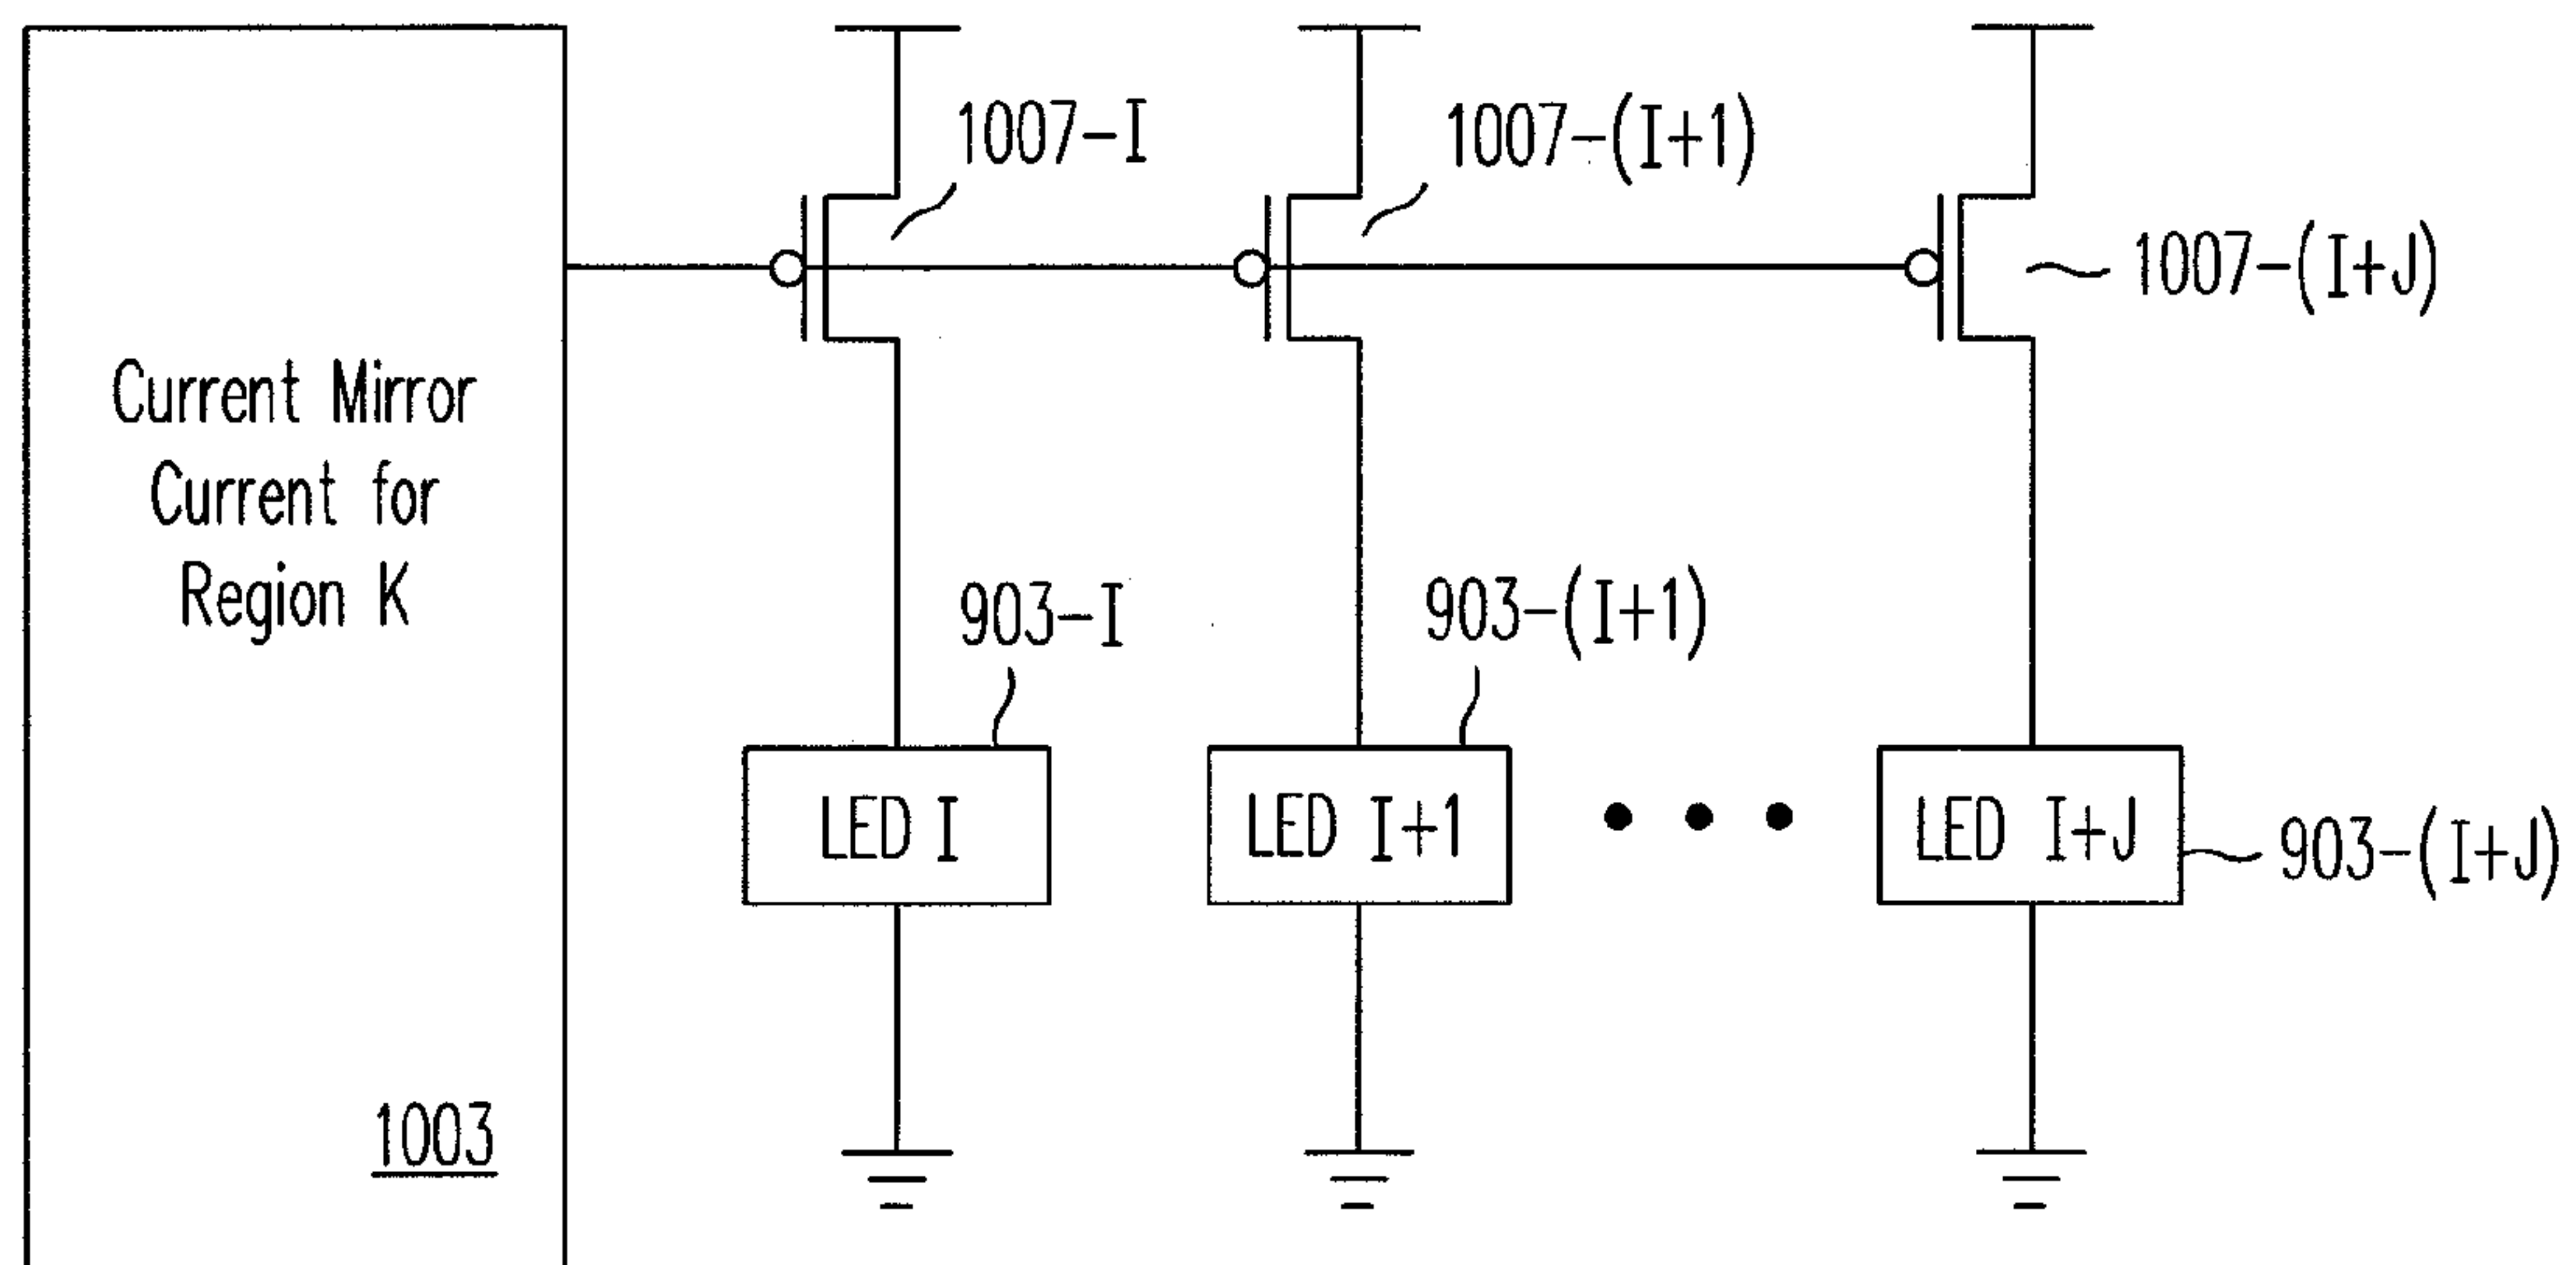 1007-I
1007-(I+1)
1007-(I+J)
Current Mirror
Current for
Region K
903-I
903-(I+1)
LED I
LED I+1
LED I+J
903-(I+J)
1003